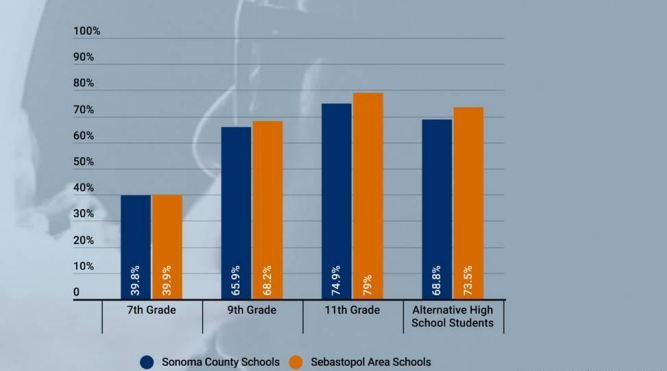 100%
90%
80%
70%
60%
50%
40%
30%
20%
10%
0
39.8%
39.9%
65.9%
68.2%
74.9%
79%
68.8%
73.5%
7th Grade
9th Grade
11th Grade
Alternative High
School Students
Sonoma County Schools
Sebastopol Area Schools